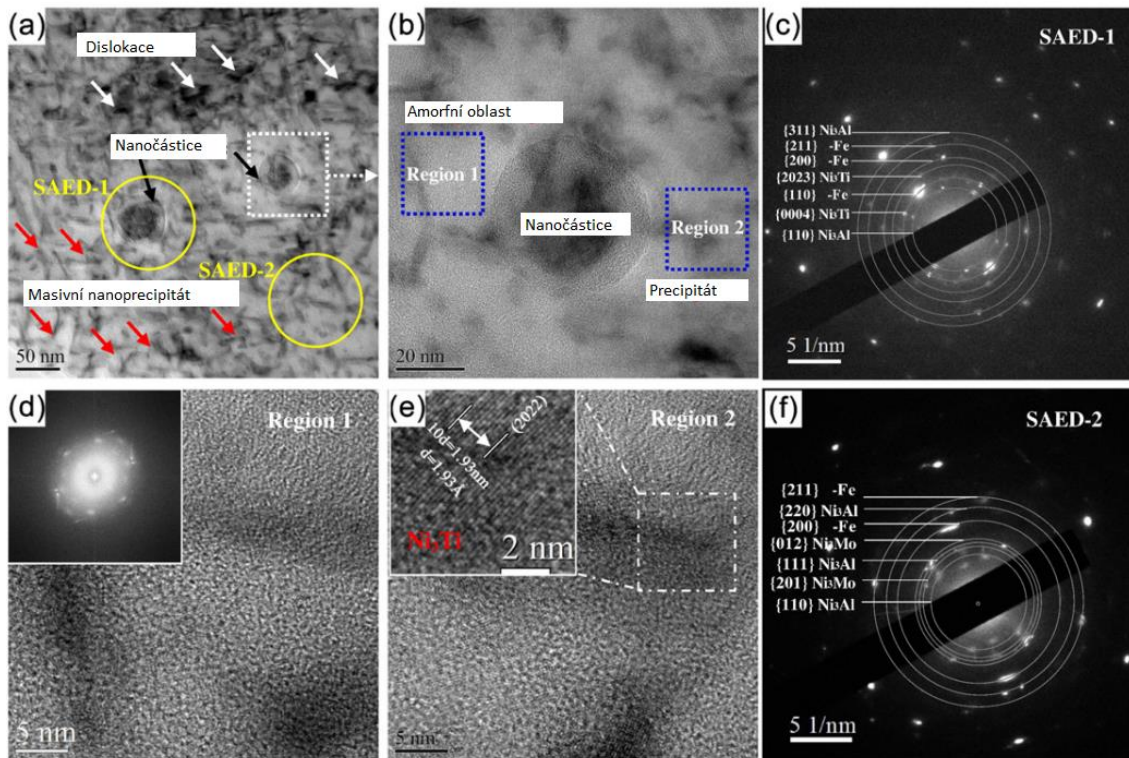 (a)
Dislokace
Nanočástice
SAED-1
SAED-2
Masivní nanoprecipitát
50 nm
(b)
Amorfní oblast
Region 1
Nanočástice
Region 2
Precipitát
20 nm
(c)
SAED-1
{311} Ni3Al
{211} -Fe
{200} -Fe
{2023} Ni3Ti
{110} -Fe
{0004} Ni3Ti
{110} Ni3Al
5 1/nm
(d)
Region 1
5 nm
(e)
Region 2
(2022)
10d=1.93nm
d=1.93Å
Ni3Ti
2 nm
5 nm
(f)
SAED-2
{211} -Fe
{220} Ni3Al
{200} -Fe
{012} Ni3Mo
{111} Ni3Al
{201} Ni3Mo
{110} Ni3Al
5 1/nm